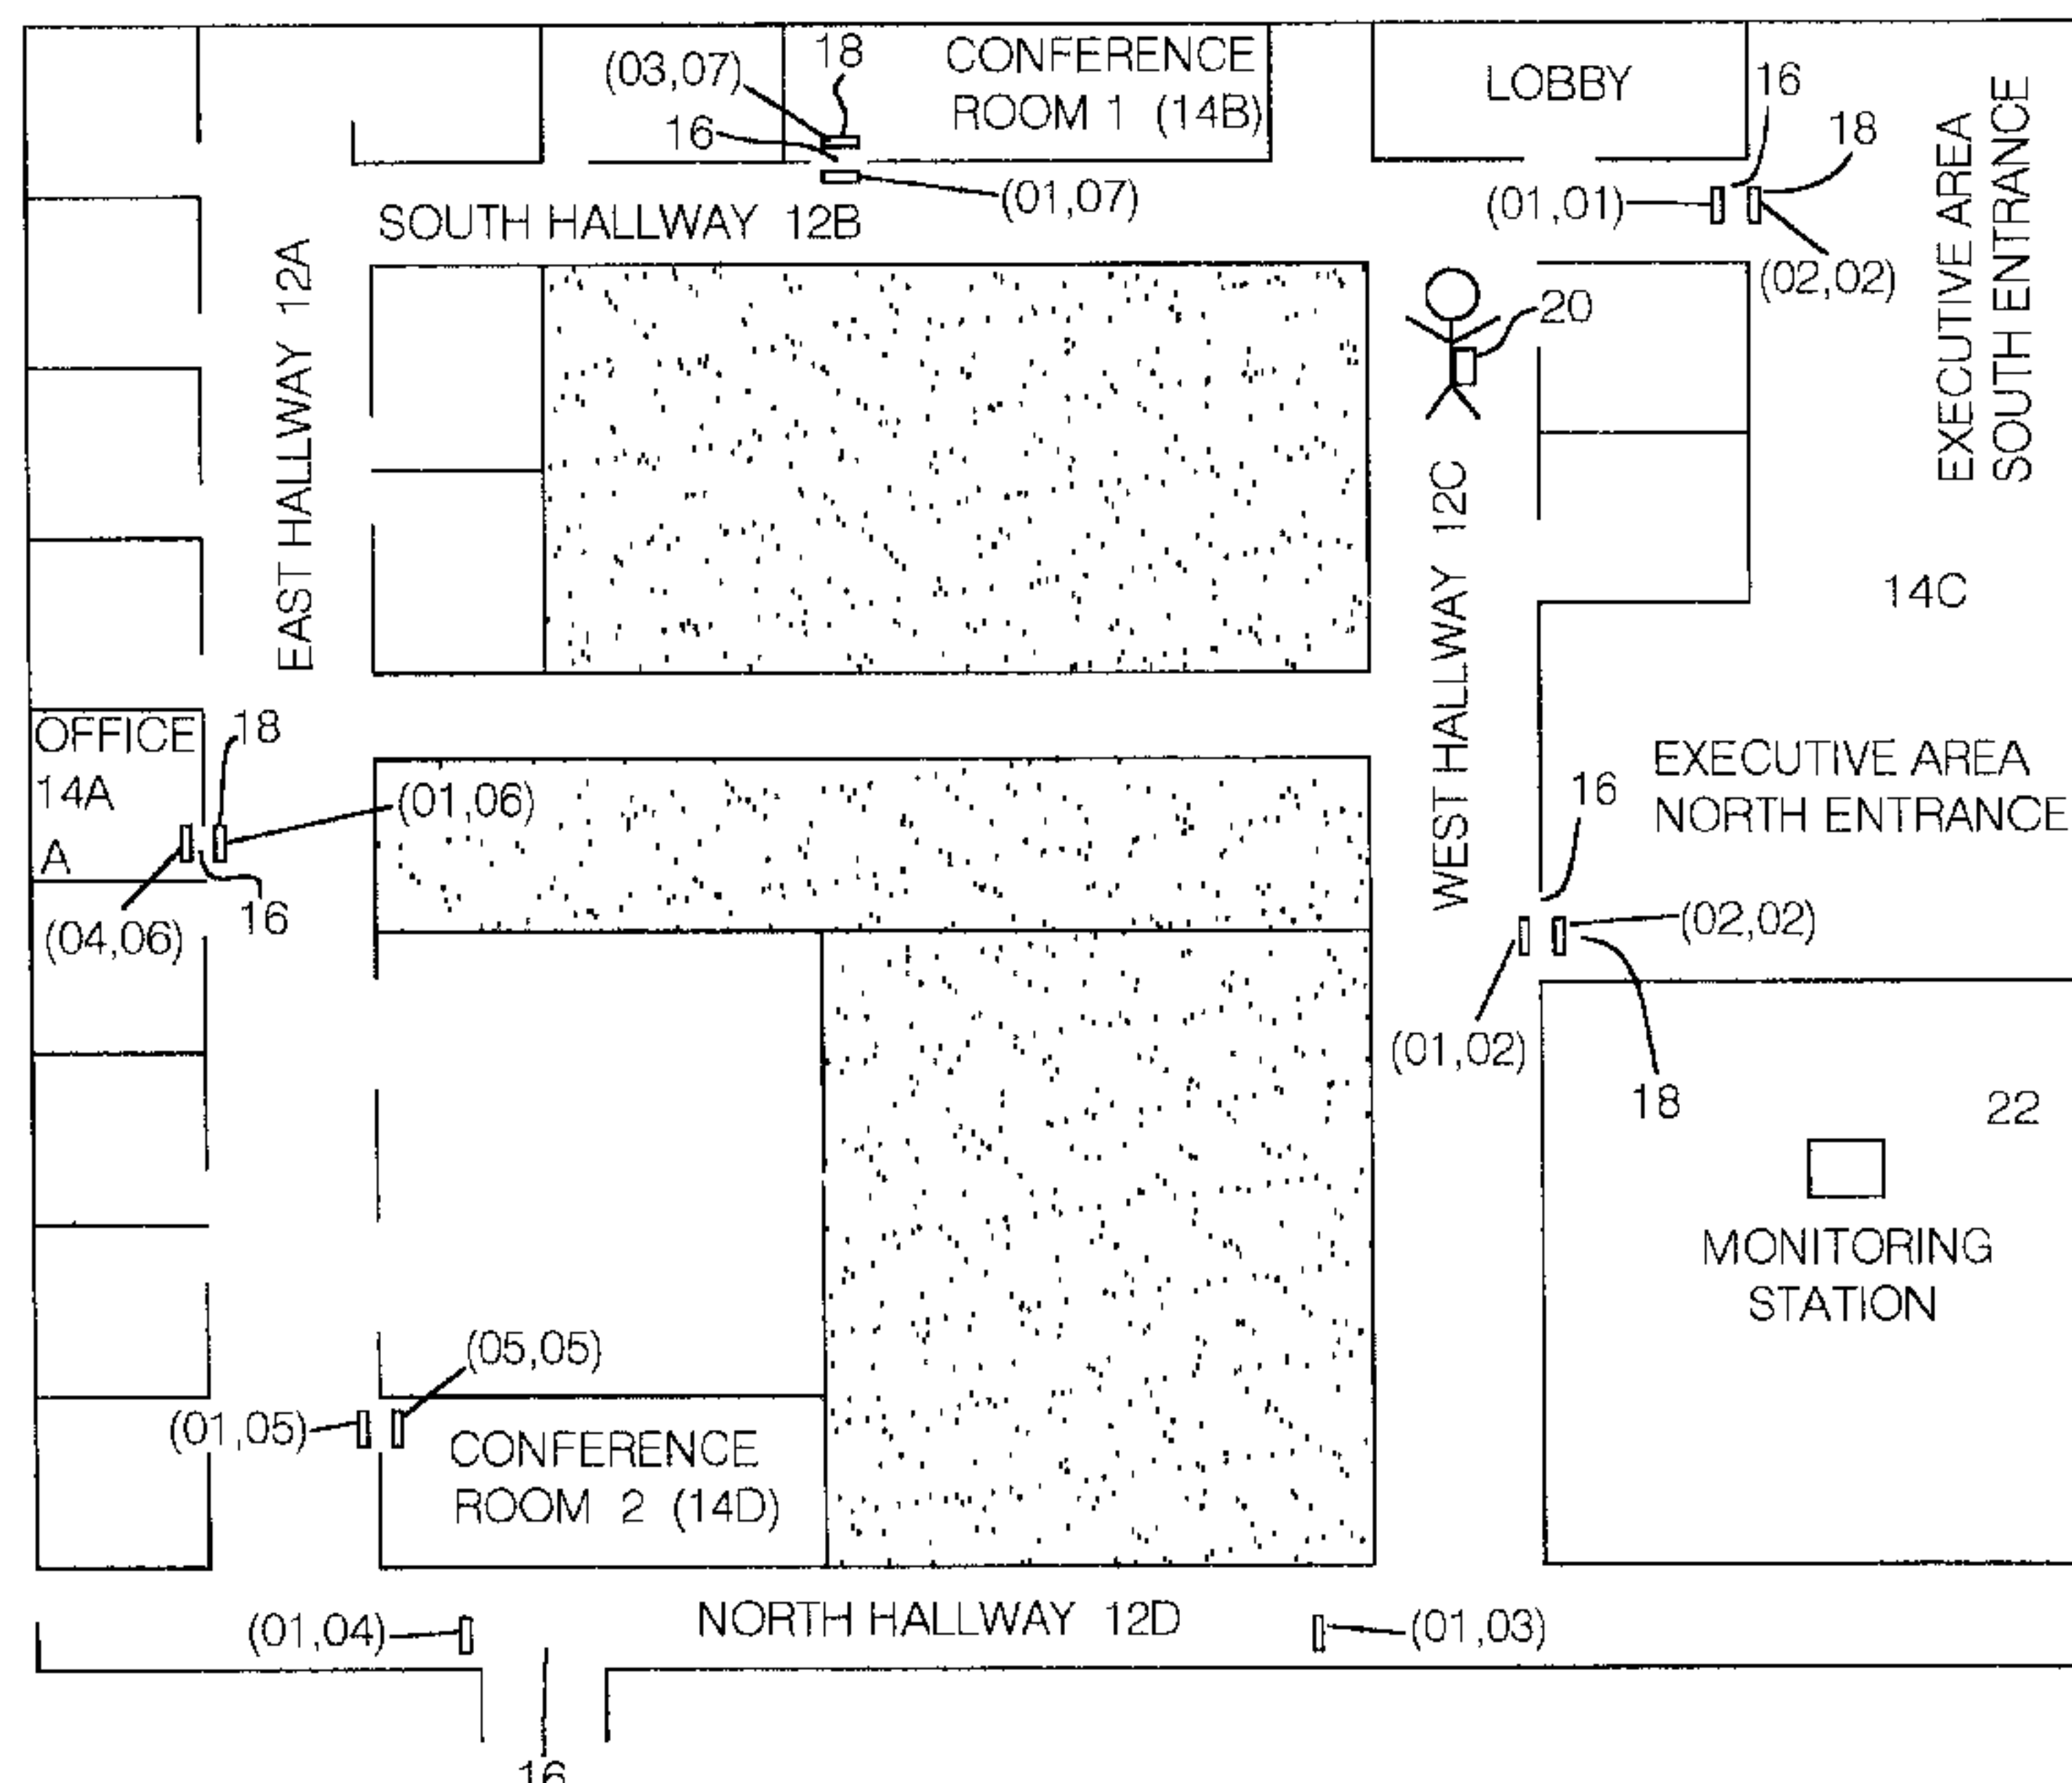 (03,07)
18
CONFERENCE
ROOM 1 (14B)
LOBBY
16
18
16
(01,07)
(01,01)
(02,02)
EXECUTIVE AREA
SOUTH ENTRANCE
SOUTH HALLWAY 12B
EAST HALLWAY 12A
20
WEST HALLWAY 12C
14C
OFFICE
14A
A
18
(01,06)
16
(04,06)
EXECUTIVE AREA
NORTH ENTRANCE
16
(02,02)
(01,02)
18
22
MONITORING
STATION
(05,05)
(01,05)
CONFERENCE
ROOM 2 (14D)
(01,04)
NORTH HALLWAY 12D
(01,03)
16